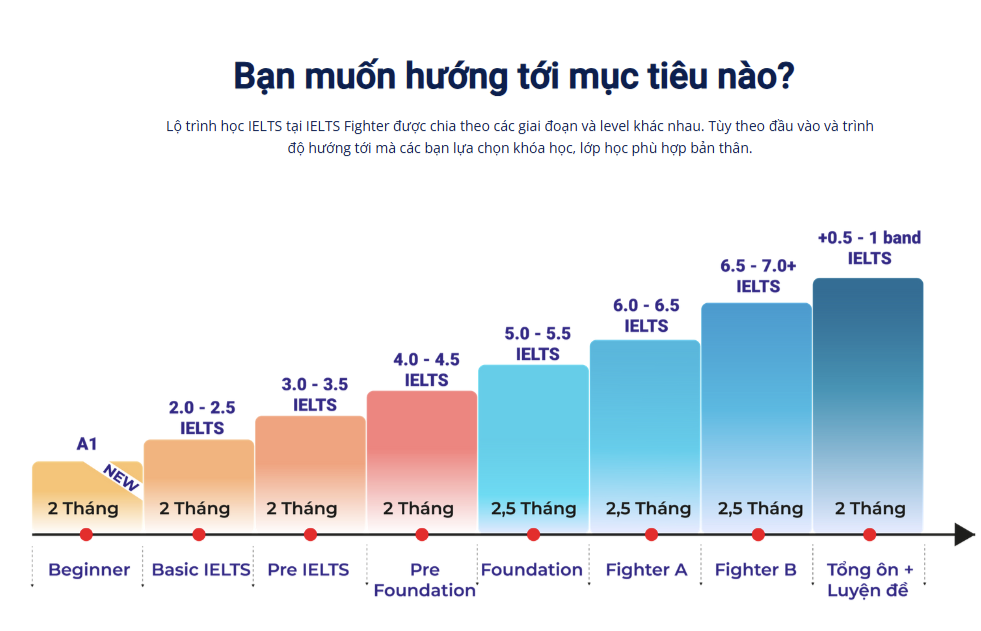 Bạn muốn hướng tới mục tiêu nào?
Lộ trình học IELTS tại IELTS Fighter được chia theo các giai đoạn và level khác nhau. Tùy theo đầu vào và trình
độ hướng tới mà các bạn lựa chọn khóa học, lớp học phù hợp bản thân.
+0.5 - 1 band
IELTS
6.5 - 7.0+
IELTS
6.0 - 6.5
IELTS
5.0 - 5.5
IELTS
4.0 - 4.5
IELTS
3.0 - 3.5
IELTS
2.0 - 2.5
IELTS
A1
NEW
2 Tháng
2 Tháng
2 Tháng
2 Tháng
2,5 Tháng
2,5 Tháng
2,5 Tháng
2 Tháng
Beginner
Basic IELTS
Pre IELTS
Pre
Foundation
Foundation
Fighter A
Fighter B
Tổng ôn +
Luyện đề